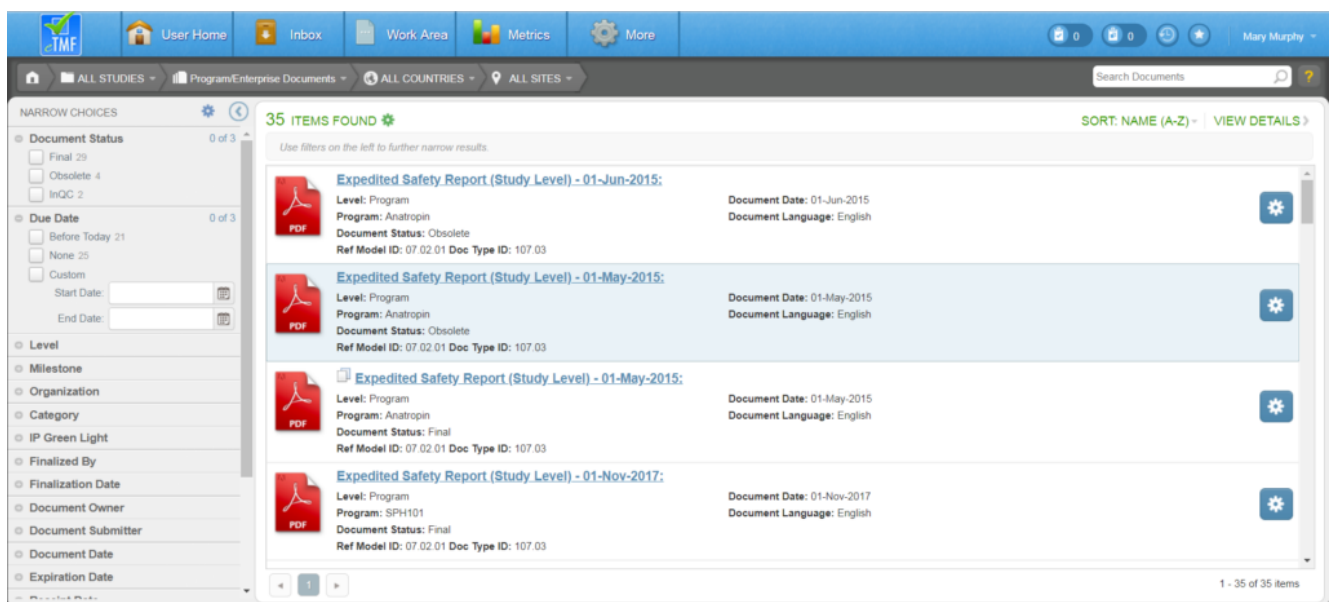 eTMF User Home Inbox Work Area Metrics More 0 0 Mary Murphy
ALL STUDIES Program/Enterprise Documents ALL COUNTRIES ALL SITES Search Documents ?
NARROW CHOICES
Document Status 0 of 3
Final 29
Obsolete 4
InQC 2
Due Date 0 of 3
Before Today 21
None 25
Custom
Start Date:
End Date:
Level
Milestone
Organization
Category
IP Green Light
Finalized By
Finalization Date
Document Owner
Document Submitter
Document Date
Expiration Date
35 ITEMS FOUND SORT: NAME (A-Z) VIEW DETAILS
Use filters on the left to further narrow results.
Expedited Safety Report (Study Level) - 01-Jun-2015:
Level: Program Document Date: 01-Jun-2015
Program: Anatropin Document Language: English
PDF
Document Status: Obsolete
Ref Model ID: 07.02.01 Doc Type ID: 107.03
Expedited Safety Report (Study Level) - 01-May-2015:
Level: Program Document Date: 01-May-2015
Program: Anatropin Document Language: English
PDF
Document Status: Obsolete
Ref Model ID: 07.02.01 Doc Type ID: 107.03
Expedited Safety Report (Study Level) - 01-May-2015:
Level: Program Document Date: 01-May-2015
Program: Anatropin Document Language: English
PDF
Document Status: Final
Ref Model ID: 07.02.01 Doc Type ID: 107.03
Expedited Safety Report (Study Level) - 01-Nov-2017:
Level: Program Document Date: 01-Nov-2017
Program: SPH101 Document Language: English
PDF
Document Status: Final
Ref Model ID: 07.02.01 Doc Type ID: 107.03
1 1 - 35 of 35 items